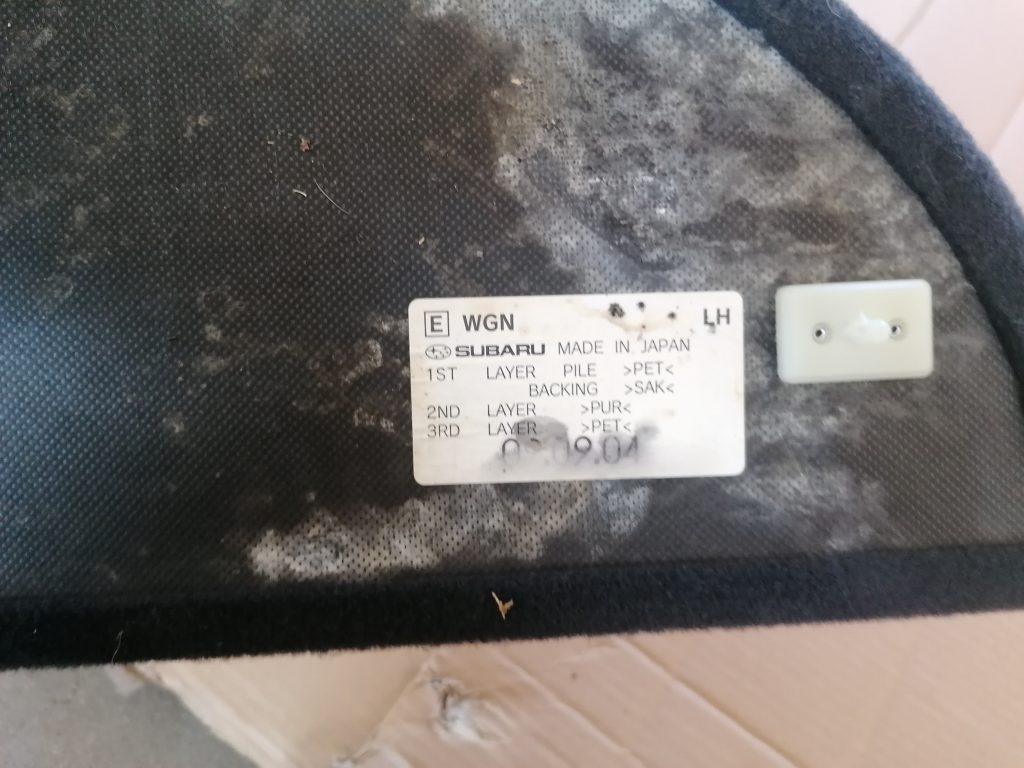 E WGN LH
SUBARU MADE IN JAPAN
1ST LAYER PILE >PET<
BACKING >SAK<
2ND LAYER >PUR<
3RD LAYER >PET<